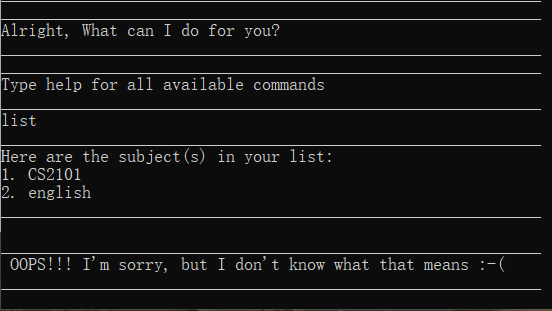 Alright, What can I do for you?
Type help for all available commands
list
Here are the subject(s) in your list:
1. CS2101
2. english
OOPS!!! I'm sorry, but I don't know what that means :-(